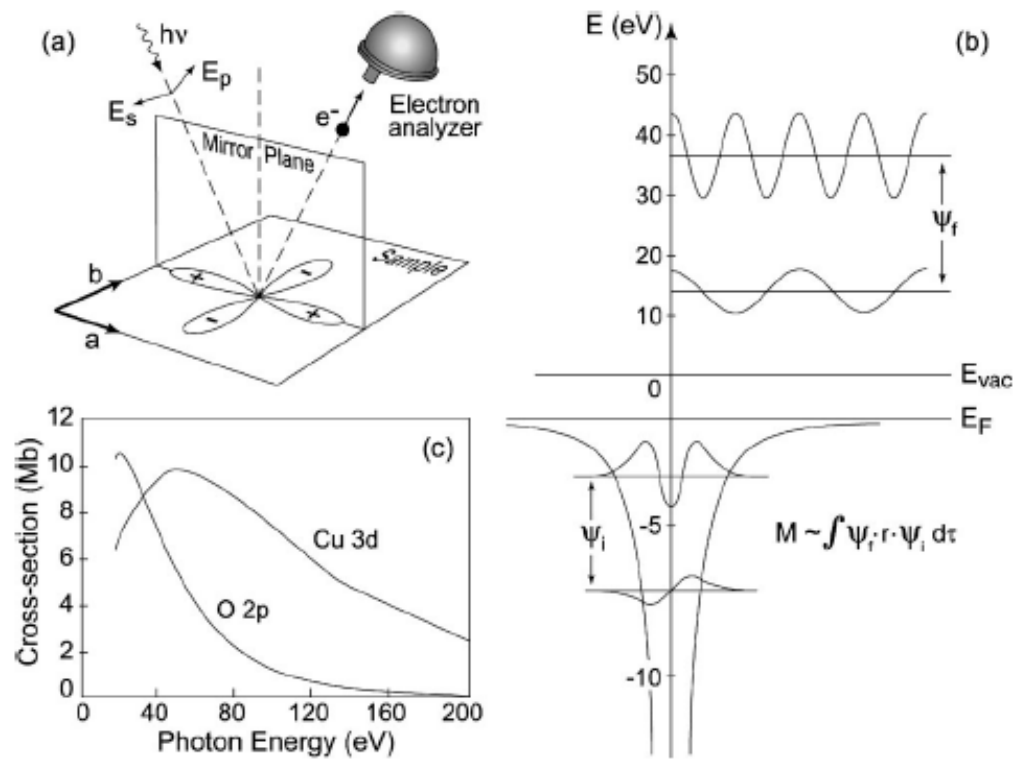 (a)
hν
E_p
E_s
e⁻
Electron
analyzer
Mirror Plane
Sample
b
a
+
-
-
+
(b)
E (eV)
50
40
30
20
10
0
-5
-10
ψ_f
E_vac
E_F
ψ_i
M ~ ∫ ψ_f · r · ψ_i dτ
(c)
Cross-section (Mb)
12
10
8
6
4
2
0
Cu 3d
O 2p
0 40 80 120 160 200
Photon Energy (eV)